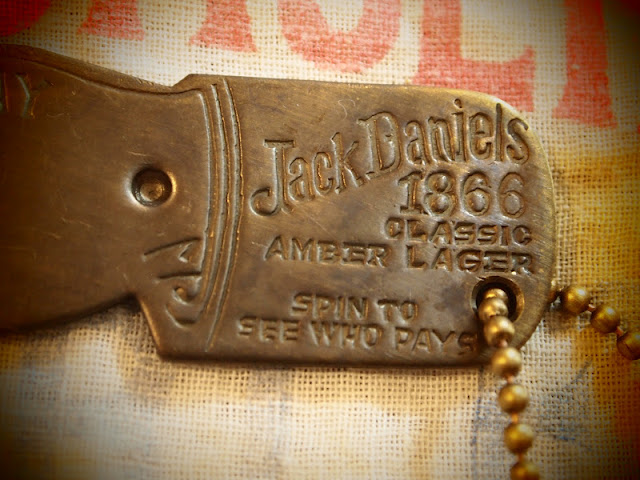 Jack Daniels
1866
CLASSIC
AMBER LAGER
SPIN TO
SEE WHO PAYS